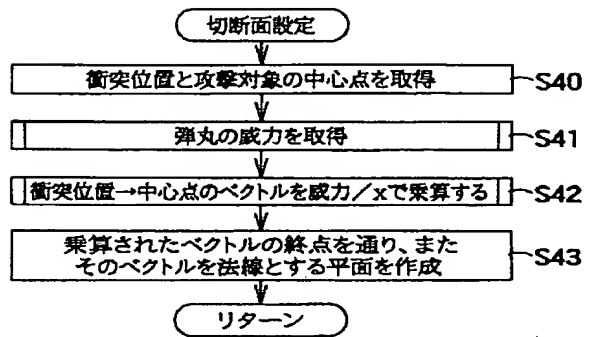 切断面設定
衝突位置と攻撃対象の中心点を取得
S40
弾丸の威力を取得
S41
衝突位置→中心点のベクトルを威力/xで乗算する
S42
乗算されたベクトルの終点を通り、また
そのベクトルを法線とする平面を作成
S43
リターン